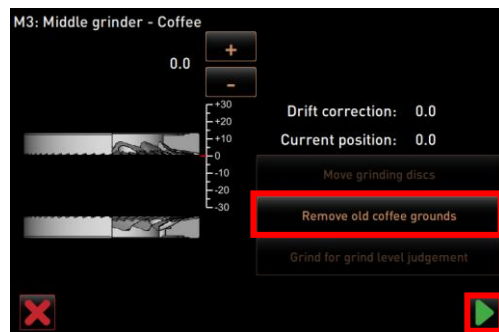 M3: Middle grinder - Coffee
0.0
+
-
+30
+20
+10
0
-10
-20
-30
Drift correction: 0.0
Current position: 0.0
Move grinding discs
Remove old coffee grounds
Grind for grind level judgement